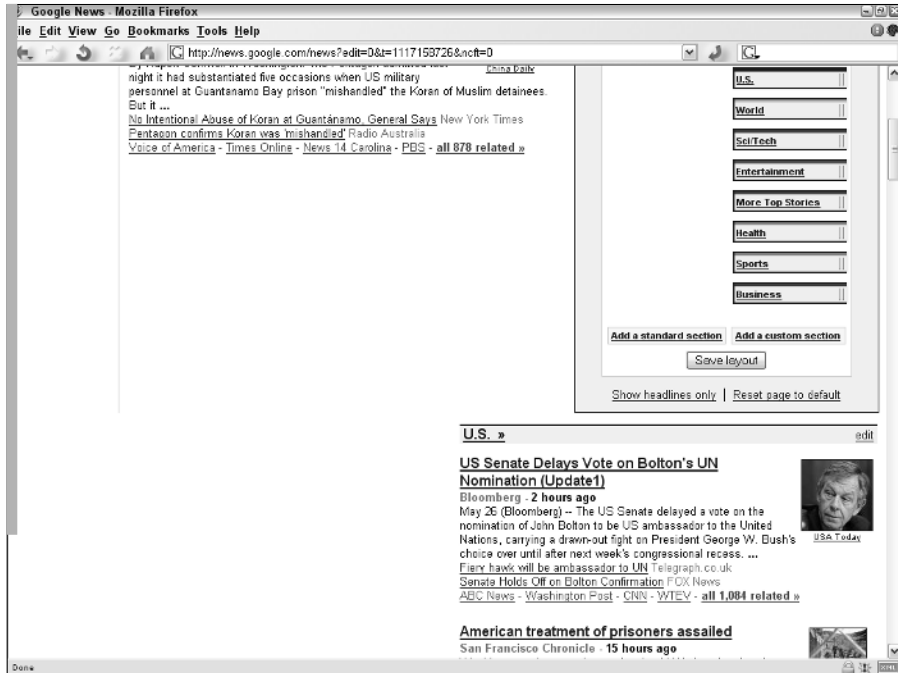 Google News - Mozilla Firefox
ile Edit View Go Bookmarks Tools Help
http://news.google.com/news?edit=0&t=1117158726&ncft=0
China Daily
night it had substantiated five occasions when US military
personnel at Guantanamo Bay prison "mishandled" the Koran of Muslim detainees.
But it ...
No Intentional Abuse of Koran at Guantánamo, General Says New York Times
Pentagon confirms Koran was 'mishandled' Radio Australia
Voice of America - Times Online - News 14 Carolina - PBS - all 878 related »
U.S.
World
Sci/Tech
Entertainment
More Top Stories
Health
Sports
Business
Add a standard section Add a custom section
Save layout
Show headlines only | Reset page to default
U.S. » edit
US Senate Delays Vote on Bolton's UN
Nomination (Update1)
Bloomberg - 2 hours ago
May 26 (Bloomberg) -- The US Senate delayed a vote on the
nomination of John Bolton to be US ambassador to the United
Nations, carrying a drawn-out fight on President George W. Bush's
choice over until after next week's congressional recess. ...
USA Today
Fiery hawk will be ambassador to UN Telegraph.co.uk
Senate Holds Off on Bolton Confirmation FOX News
ABC News - Washington Post - CNN - WTEV - all 1,084 related »
American treatment of prisoners assailed
San Francisco Chronicle - 15 hours ago
Done